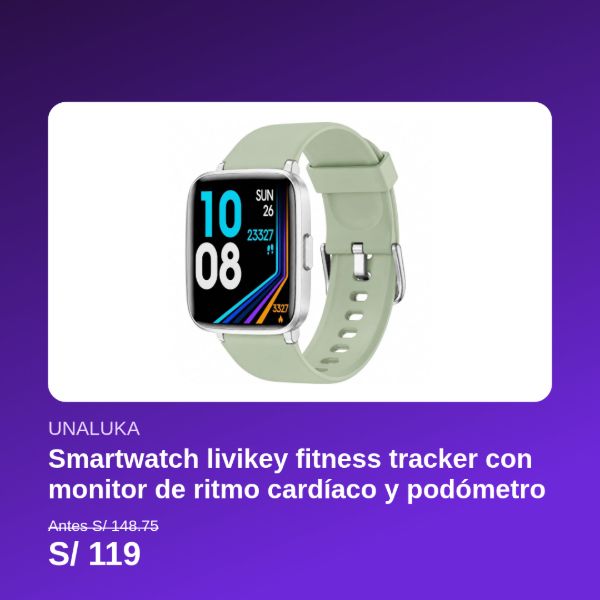 10
08
SUN
26
23327
3327
UNALUKA
Smartwatch livikey fitness tracker con
monitor de ritmo cardíaco y podómetro
Antes S/ 148.75
S/ 119